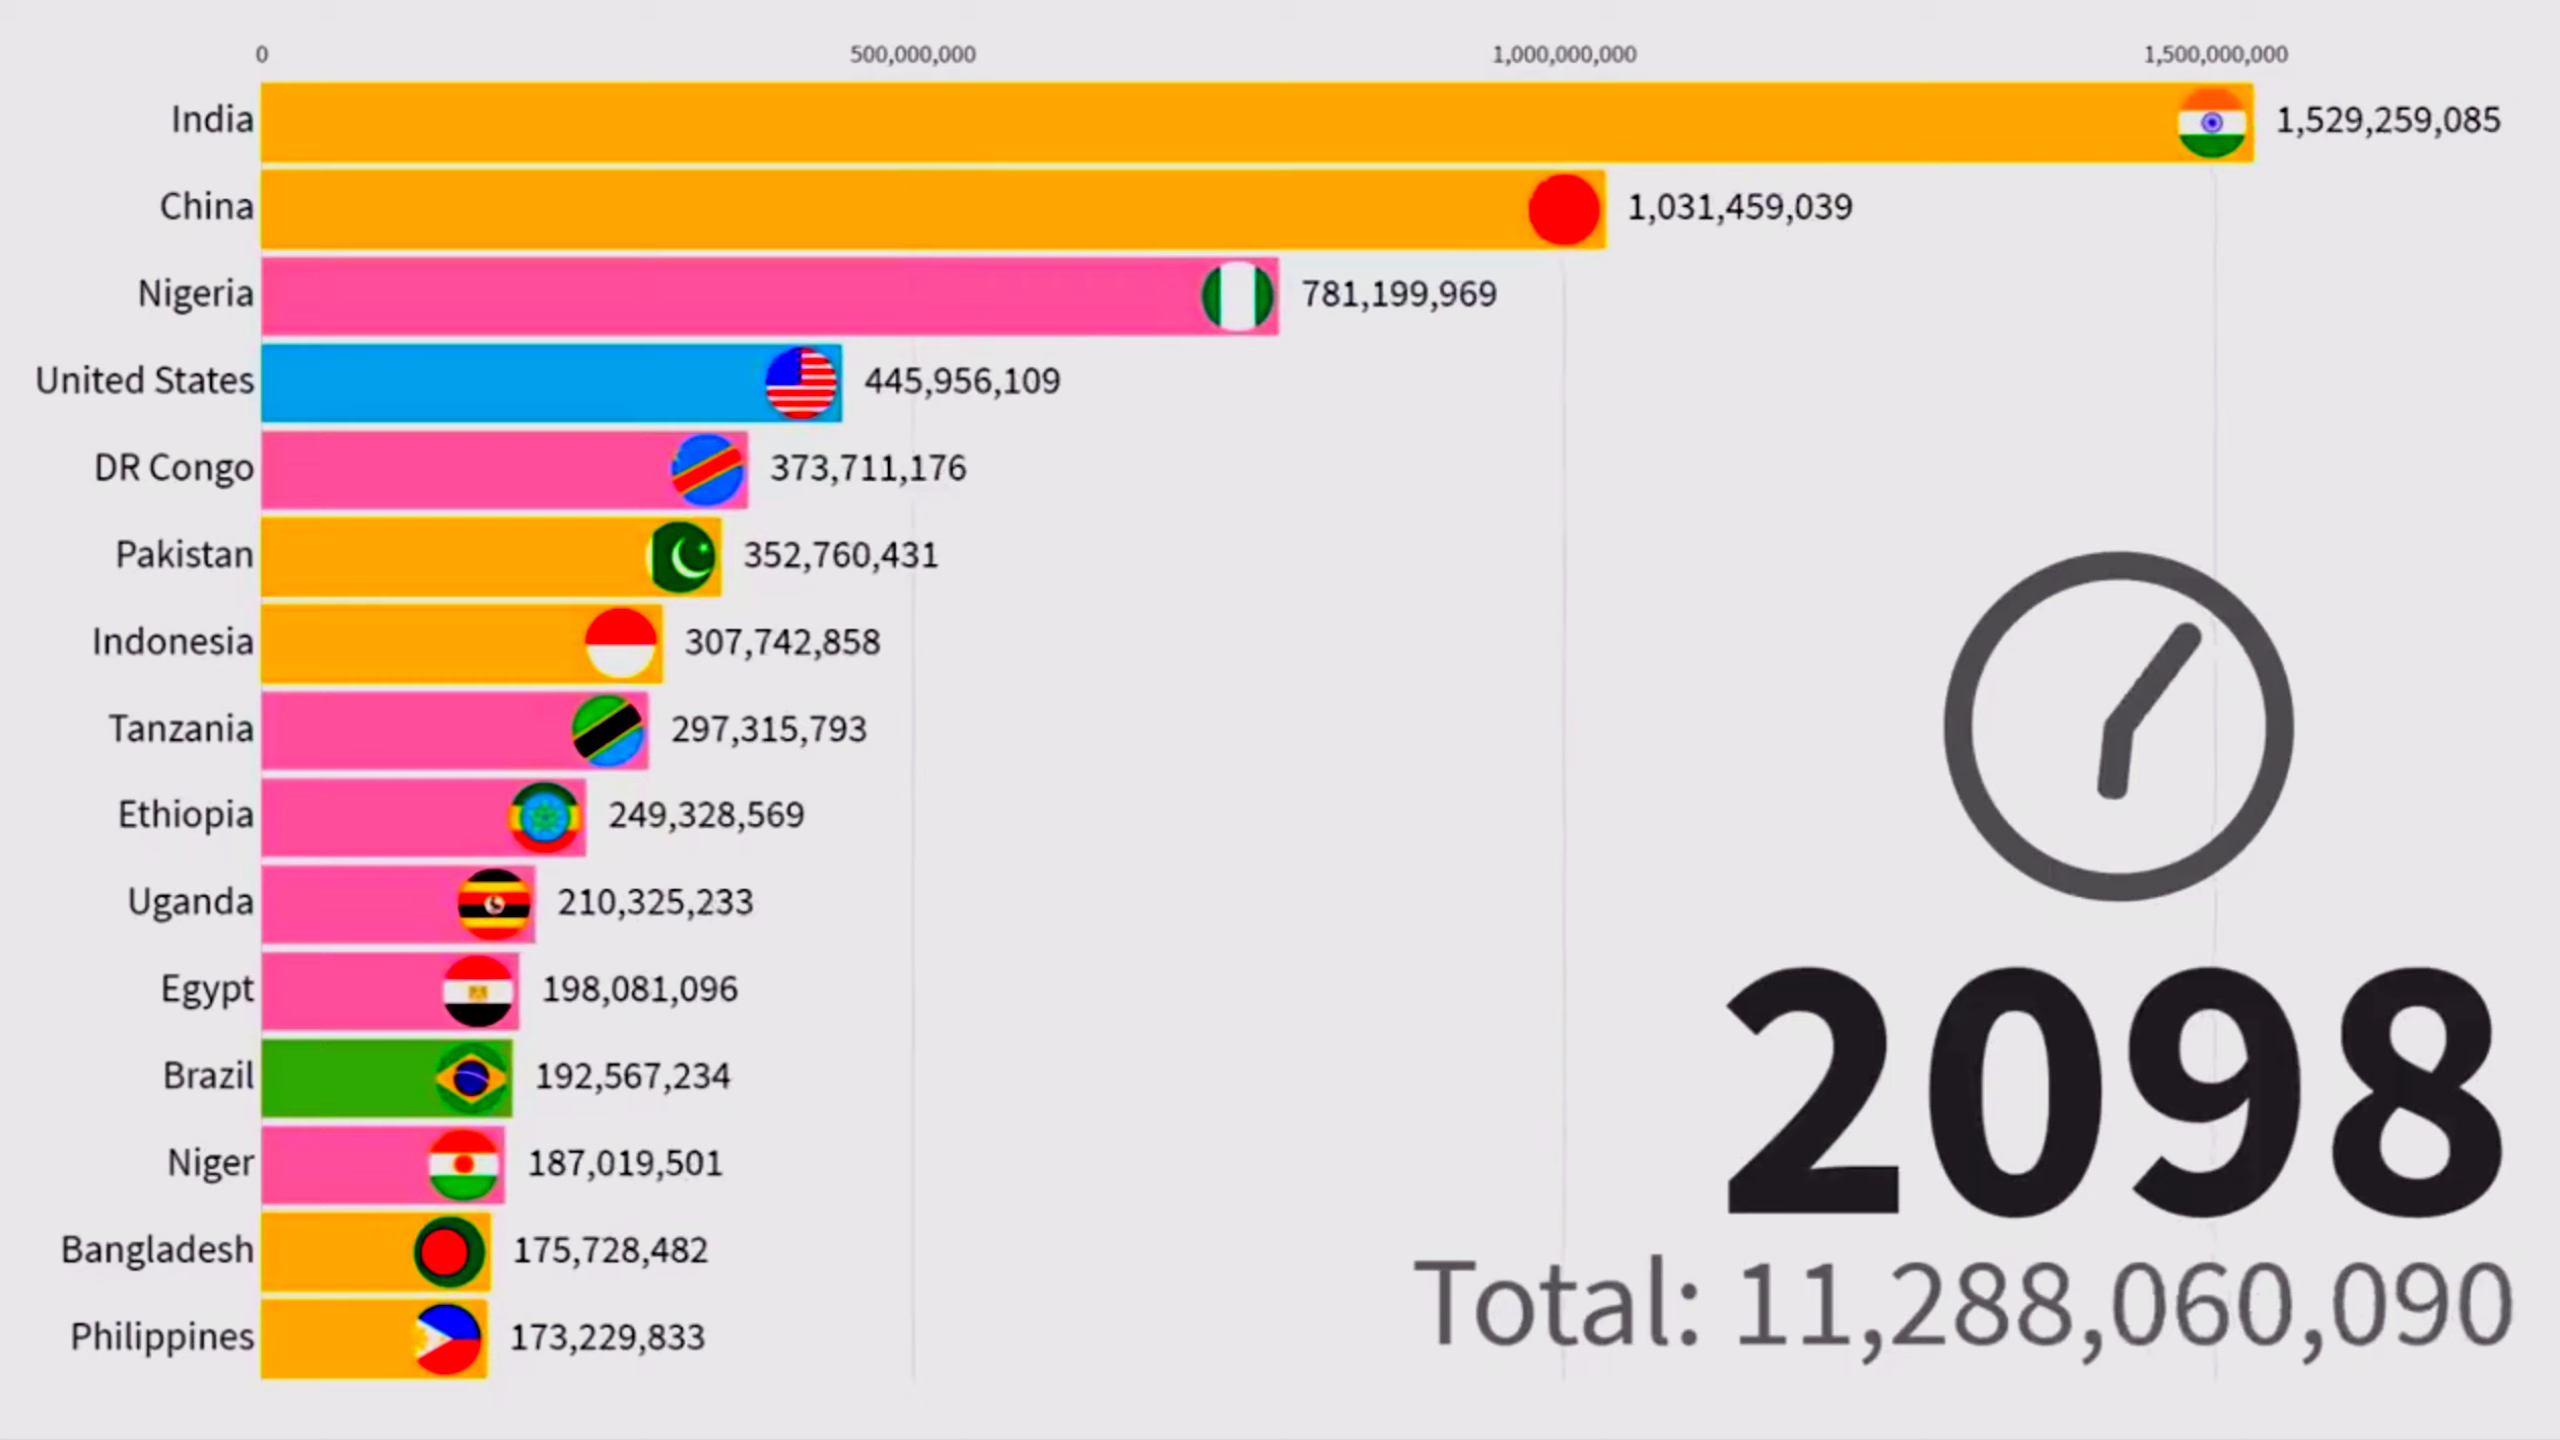 0 500,000,000 1,000,000,000 1,500,000,000
India 1,529,259,085
China 1,031,459,039
Nigeria 781,199,969
United States 445,956,109
DR Congo 373,711,176
Pakistan 352,760,431
Indonesia 307,742,858
Tanzania 297,315,793
Ethiopia 249,328,569
Uganda 210,325,233
Egypt 198,081,096
Brazil 192,567,234
Niger 187,019,501
Bangladesh 175,728,482
Philippines 173,229,833
2098
Total: 11,288,060,090